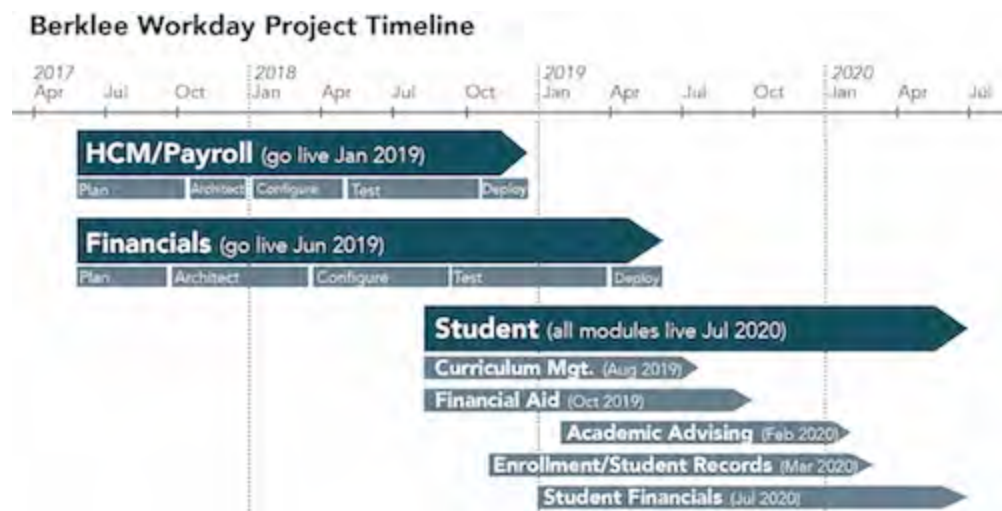 Berklee Workday Project Timeline
2017 2018 2019 2020
Apr Jul Oct Jan Apr Jul Oct Jan Apr Jul Oct Jan Apr Jul
HCM/Payroll (go live Jan 2019)
Plan Architect Configure Test Deploy
Financials (go live Jun 2019)
Plan Architect Configure Test Deploy
Student (all modules live Jul 2020)
Curriculum Mgt. (Aug 2019)
Financial Aid (Oct 2019)
Academic Advising (Feb 2020)
Enrollment/Student Records (Mar 2020)
Student Financials (Jul 2020)